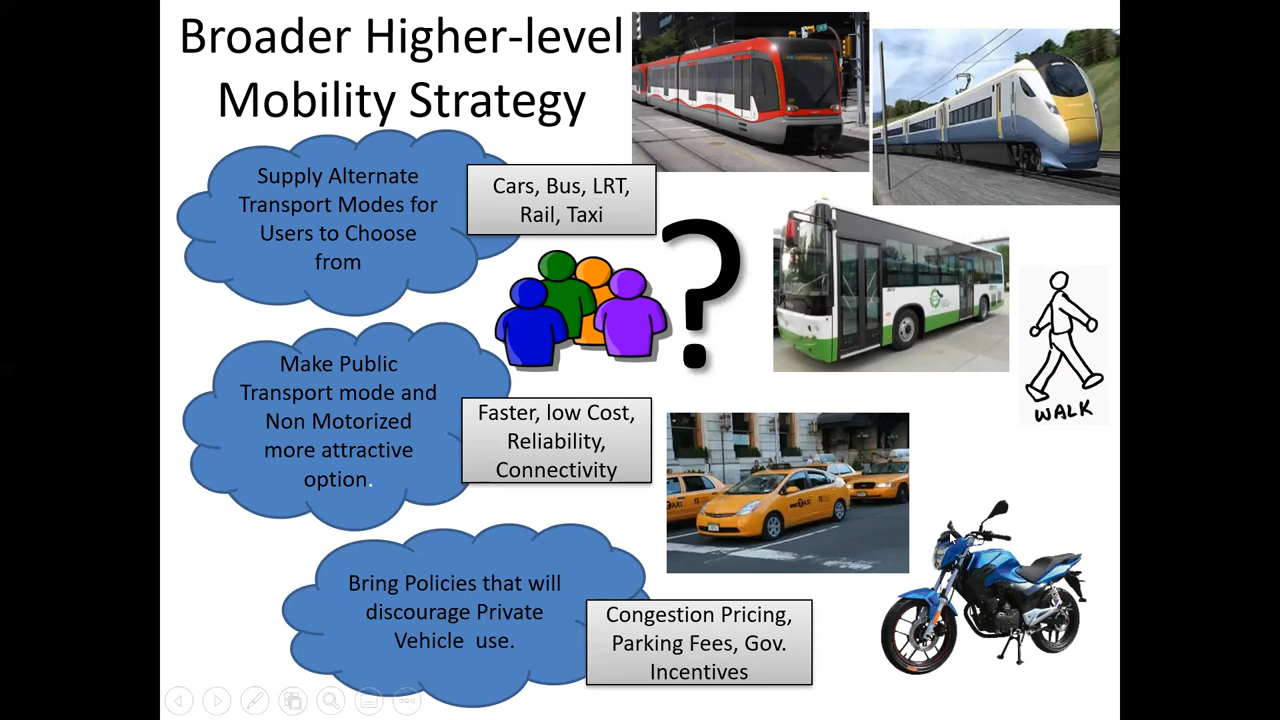 Broader Higher-level
Mobility Strategy
Supply Alternate
Transport Modes for
Users to Choose
from
Cars, Bus, LRT,
Rail, Taxi
?
Make Public
Transport mode and
Non Motorized
more attractive
option.
Faster, low Cost,
Reliability,
Connectivity
WALK
Bring Policies that will
discourage Private
Vehicle use.
Congestion Pricing,
Parking Fees, Gov.
Incentives